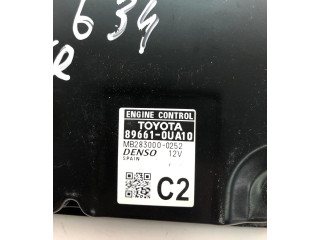 634
ENGINE CONTROL
TOYOTA
89661-0UA10
MB283000-0252
DENSO 12V
SPAIN
C2